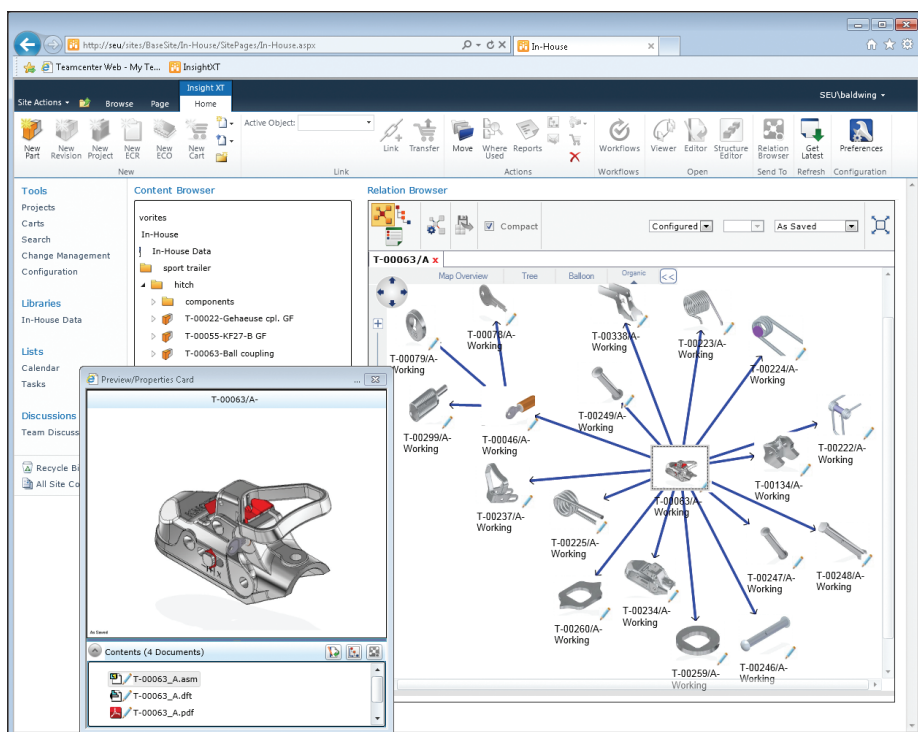 http://seu/sites/BaseSite/In-House/SitePages/In-House.aspx
In-House
Teamcenter Web - My Te...
InsightXT
Insight XT
Site Actions
Browse
Page
Home
SEU\baldwing
New Part
New Revision
New Project
New ECR
New ECO
New Cart
Active Object:
Link
Transfer
Move
Where Used
Reports
Workflows
Viewer
Editor
Structure Editor
Relation Browser
Get Latest
Preferences
New
Link
Actions
Workflows
Open
Send To
Refresh
Configuration
Tools
Projects
Carts
Search
Change Management
Configuration
Libraries
In-House Data
Lists
Calendar
Tasks
Discussions
Team Discuss
Recycle Bi
All Site Co
Content Browser
vorites
In-House
In-House Data
sport trailer
hitch
components
T-00022-Gehaeuse cpl. GF
T-00055-KF27-B GF
T-00063-Ball coupling
Relation Browser
Compact
Configured
As Saved
T-00063/A x
Map Overview
Tree
Balloon
Organic
<<
T-00079/A-
Working
T-00078/A-
Working
T-00338/A-
Working
T-00223/A-
Working
T-00224/A-
Working
T-00299/A-
Working
T-00046/A-
Working
T-00249/A-
Working
T-00222/A-
Working
T-00134/A-
Working
T-00237/A-
Working
T-00063/A-
Working
T-00225/A-
Working
T-00247/A-
Working
T-00248/A-
Working
T-00260/A-
Working
T-00234/A-
Working
T-00259/A-
Working
T-00246/A-
Working
Preview/Properties Card
...
T-00063/A-
As Saved
Contents (4 Documents)
T-00063_A.asm
T-00063_A.dft
T-00063_A.pdf